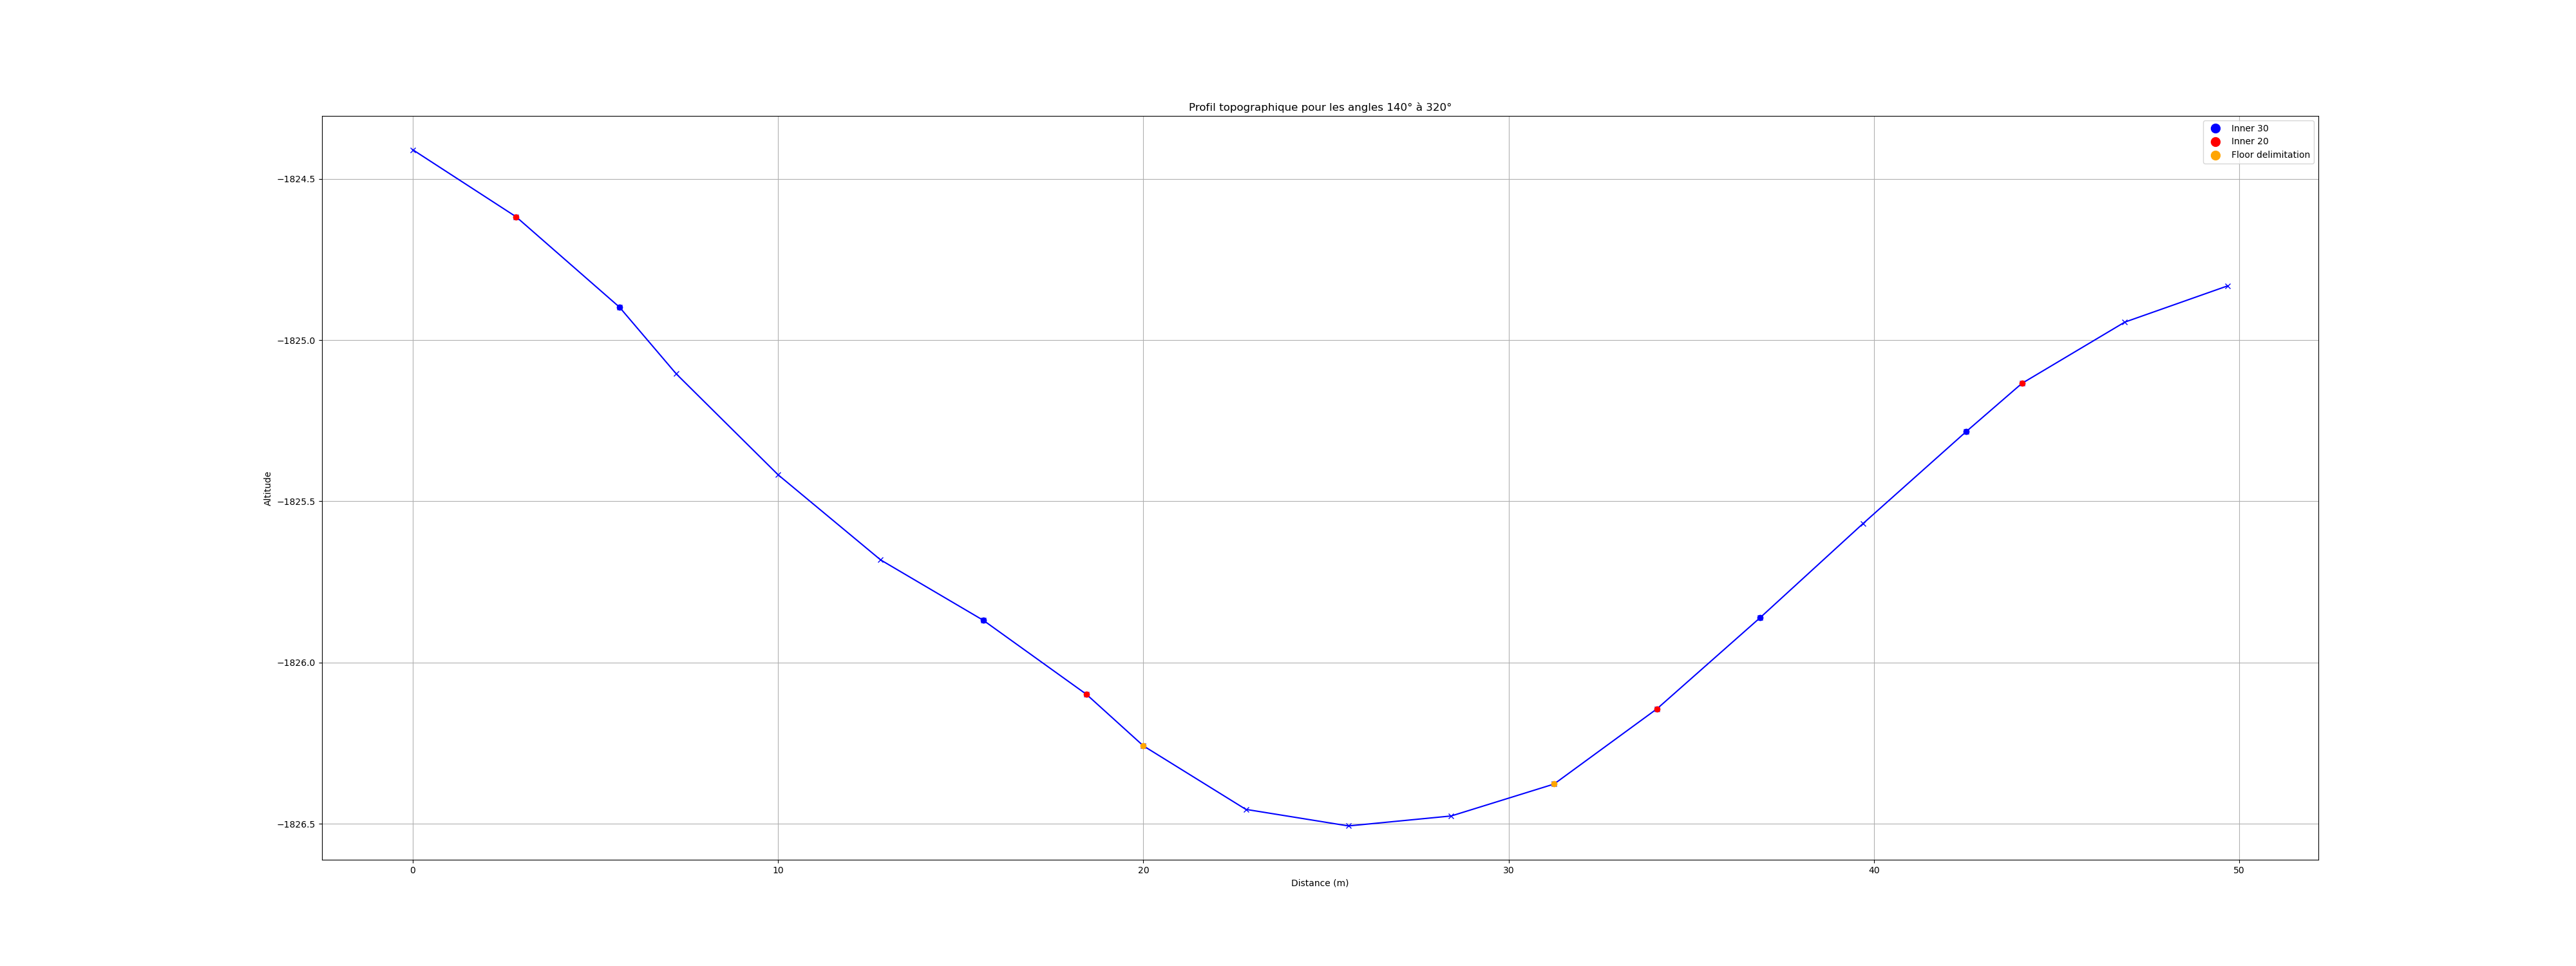 Profil topographique pour les angles 140° à 320°
Inner 30
Inner 20
Floor delimitation
−1824.5
−1825.0
−1825.5
−1826.0
−1826.5
Altitude
0 10 20 30 40 50
Distance (m)